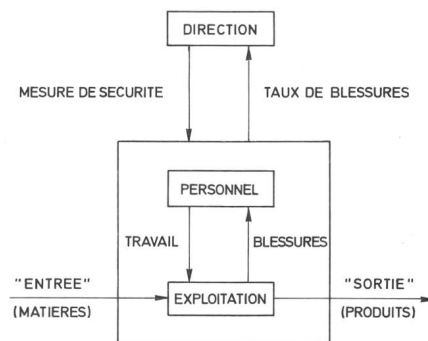 DIRECTION
MESURE DE SECURITE
TAUX DE BLESSURES
PERSONNEL
TRAVAIL
BLESSURES
"ENTREE"
(MATIERES)
EXPLOITATION
"SORTIE"
(PRODUITS)